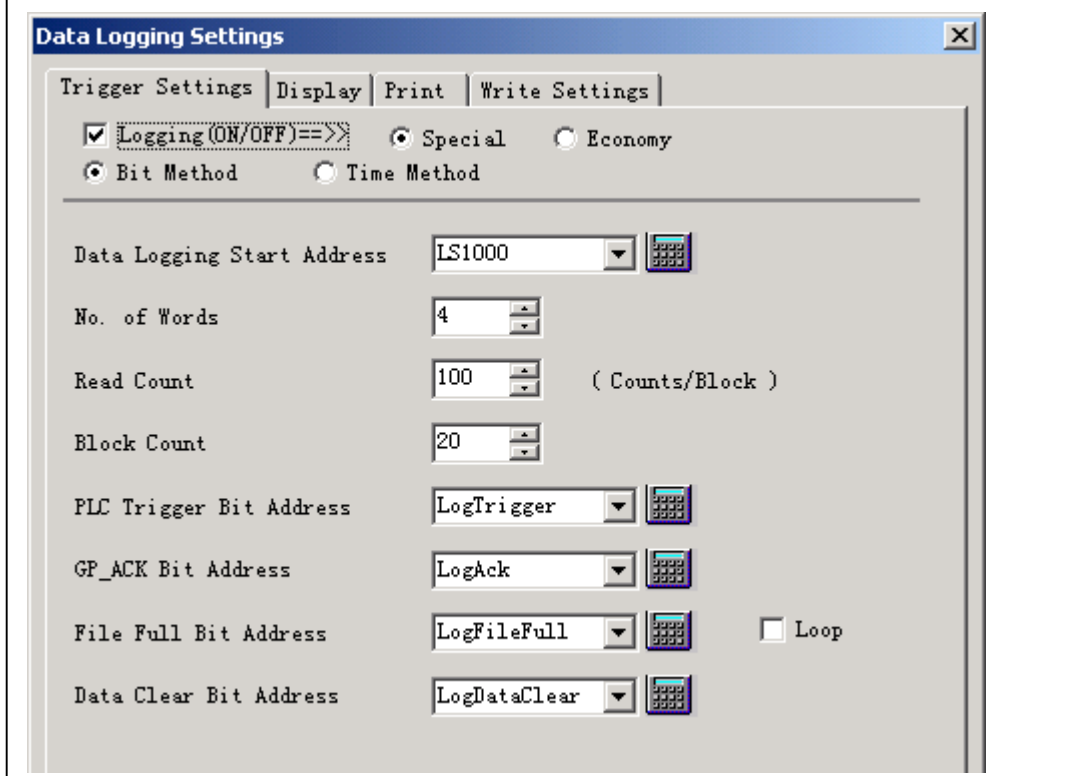 Data Logging Settings
Trigger Settings Display Print Write Settings
Logging(ON/OFF)==>> Special Economy
Bit Method Time Method
Data Logging Start Address LS1000
No. of Words 4
Read Count 100 ( Counts/Block )
Block Count 20
PLC Trigger Bit Address LogTrigger
GP_ACK Bit Address LogAck
File Full Bit Address LogFileFull Loop
Data Clear Bit Address LogDataClear